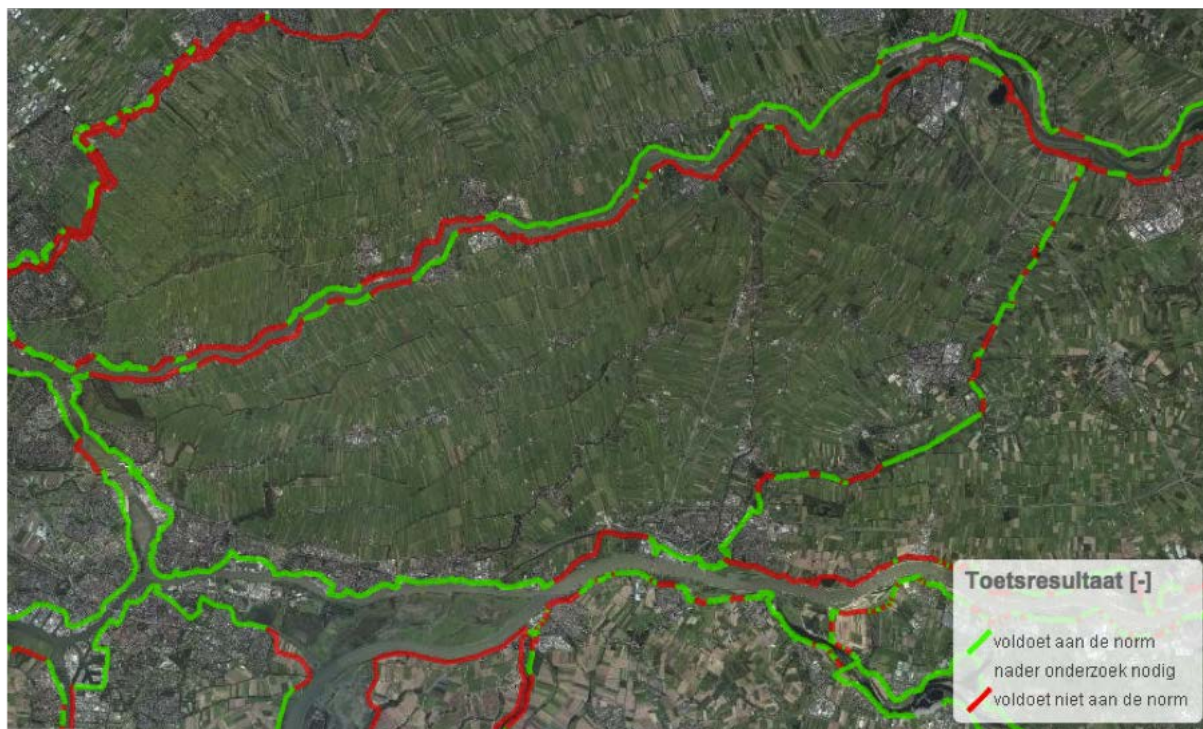 Toetsresultaat [-]
voldoet aan de norm
nader onderzoek nodig
voldoet niet aan de norm